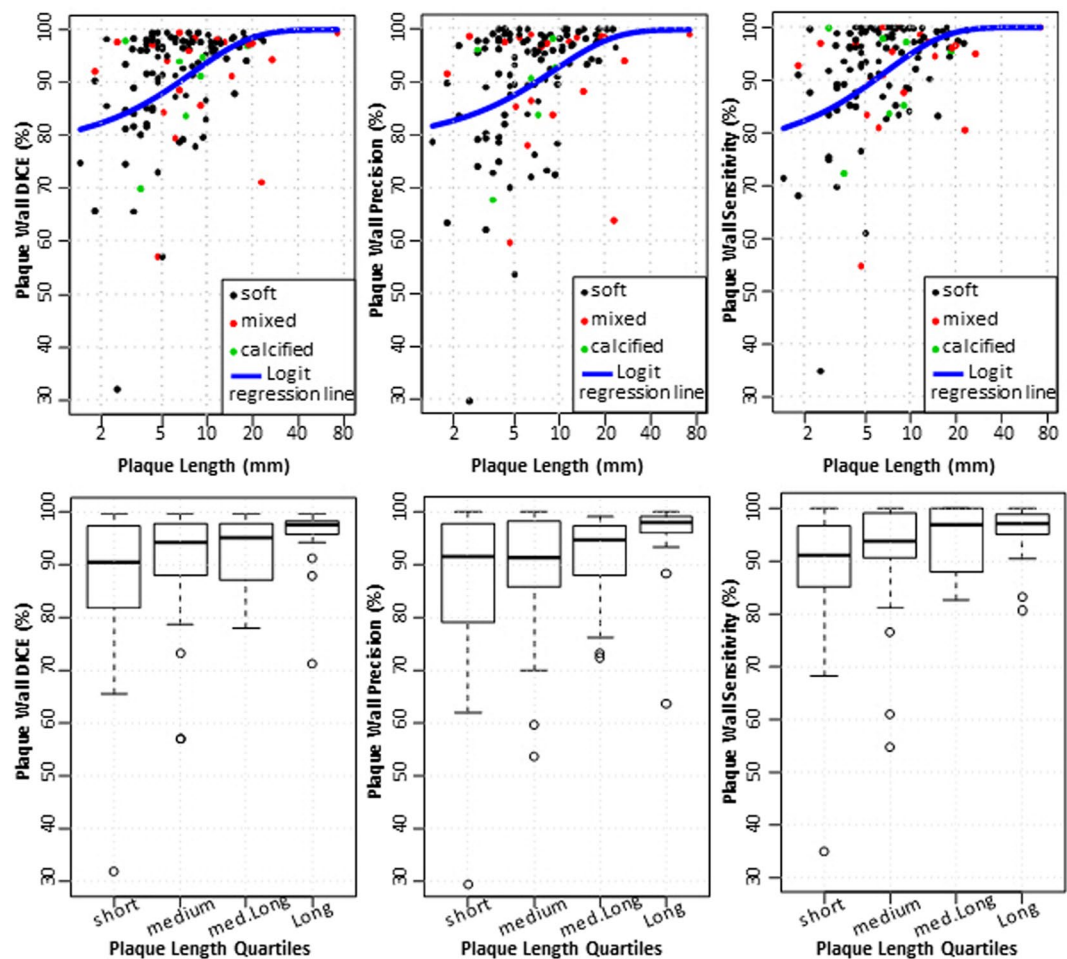 Plaque Wall DICE (%)
100
90
80
70
60
50
40
30
soft
mixed
calcified
Logit
regression line
2
5
10
20
40
80
Plaque Length (mm)
Plaque Wall Precision (%)
100
90
80
70
60
50
40
30
soft
mixed
calcified
Logit
regression line
2
5
10
20
40
80
Plaque Length (mm)
Plaque Wall Sensitivity (%)
100
90
80
70
60
50
40
30
soft
mixed
calcified
Logit
regression line
2
5
10
20
40
80
Plaque Length (mm)
Plaque Wall DICE (%)
100
90
80
70
60
50
40
30
short
medium
med.Long
Long
Plaque Length Quartiles
Plaque Wall Precision (%)
100
90
80
70
60
50
40
30
short
medium
med.Long
Long
Plaque Length Quartiles
Plaque Wall Sensitivity (%)
100
90
80
70
60
50
40
30
short
medium
med.Long
Long
Plaque Length Quartiles